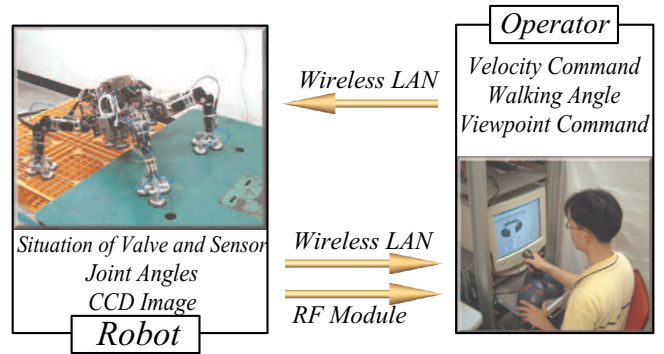 Operator
Velocity Command
Walking Angle
Viewpoint Command
Wireless LAN
Situation of Valve and Sensor
Joint Angles
CCD Image
Robot
Wireless LAN
RF Module